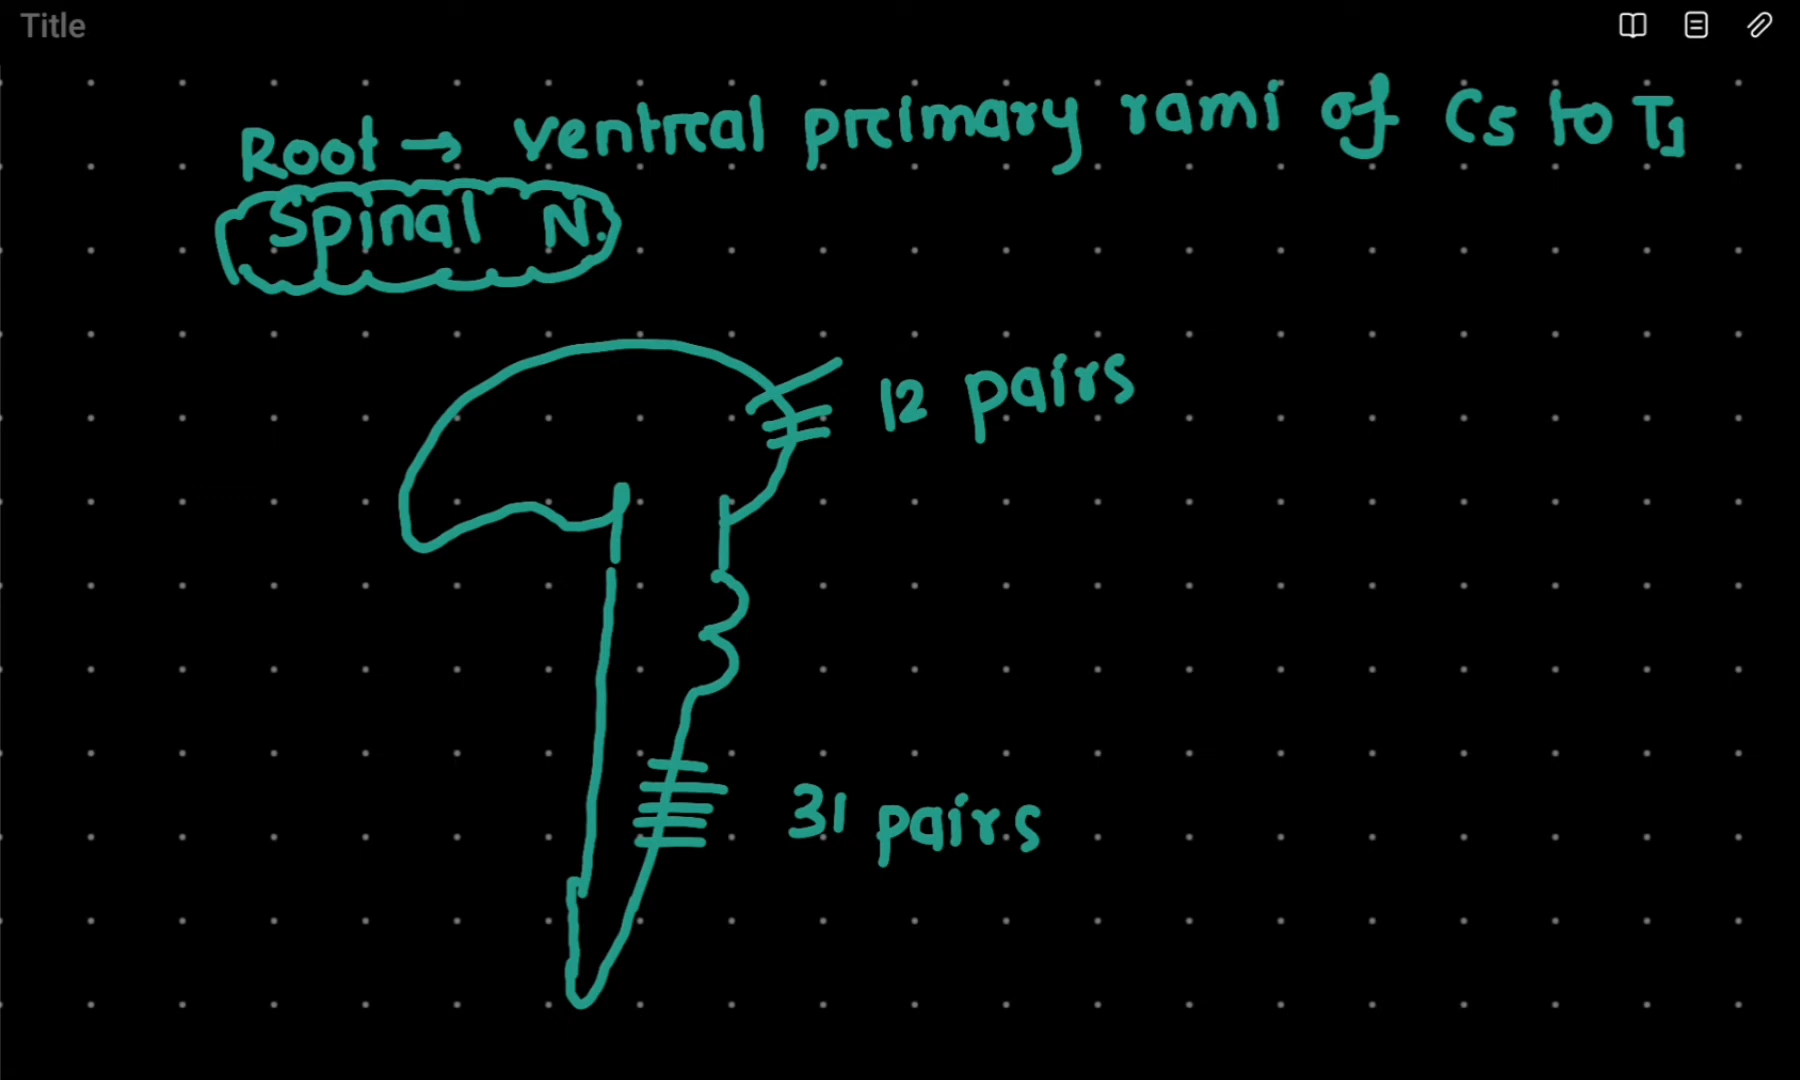 Title
Root → ventral primary rami of C5 to T1
Spinal N.
12 pairs
31 pairs